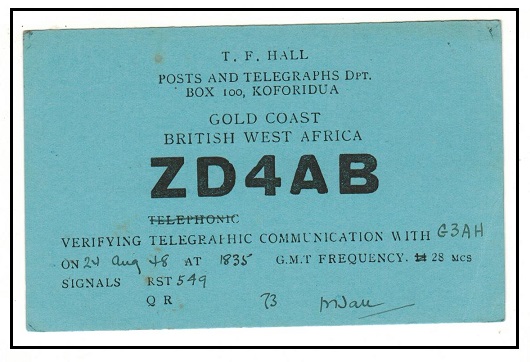 T. F. HALL
POSTS AND TELEGRAPHS DPT.
BOX 100, KOFORIDUA
GOLD COAST
BRITISH WEST AFRICA
ZD4AB
TELEPHONIC
VERIFYING TELEGRAPHIC COMMUNICATION WITH G3AH
ON 24 Aug 48 AT 1835 G.M.T FREQUENCY. 14 28 MCS
SIGNALS RST 549
Q R 73